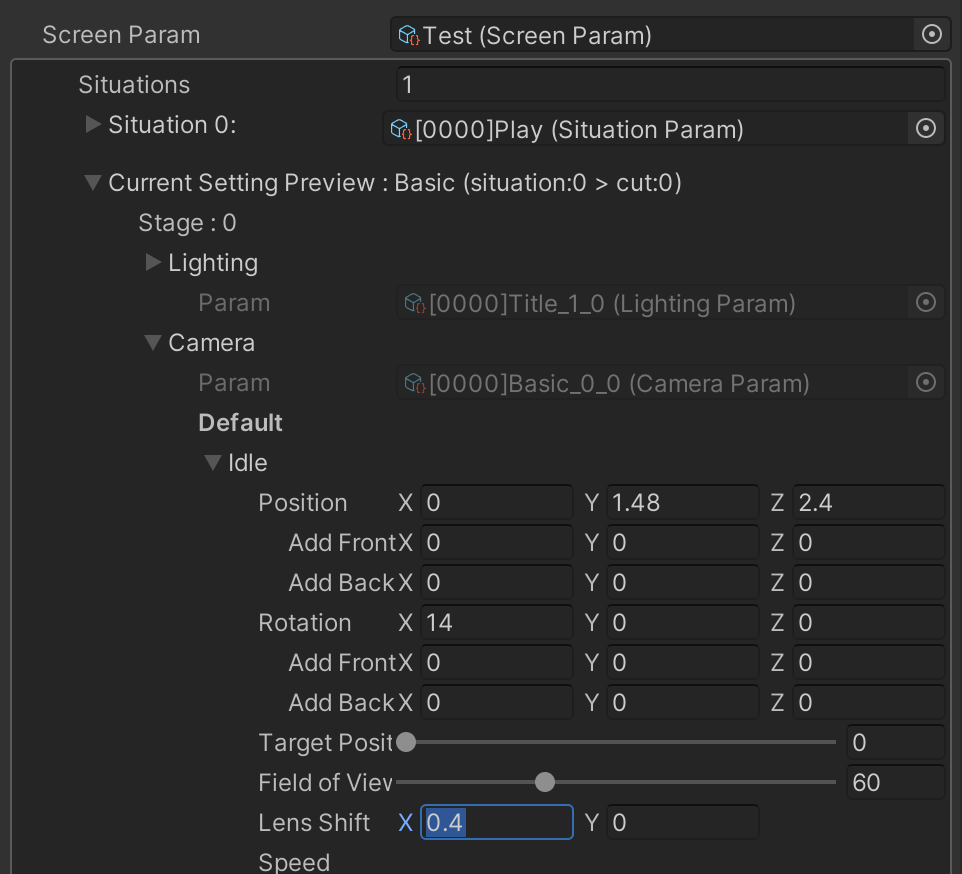 Screen Param Test (Screen Param)
Situations 1
Situation 0: [0000]Play (Situation Param)
Current Setting Preview : Basic (situation:0 > cut:0)
Stage : 0
Lighting
Param [0000]Title_1_0 (Lighting Param)
Camera
Param [0000]Basic_0_0 (Camera Param)
Default
Idle
Position X 0 Y 1.48 Z 2.4
Add Front X 0 Y 0 Z 0
Add Back X 0 Y 0 Z 0
Rotation X 14 Y 0 Z 0
Add Front X 0 Y 0 Z 0
Add Back X 0 Y 0 Z 0
Target Posit 0
Field of View 60
Lens Shift X 0.4 Y 0
Speed